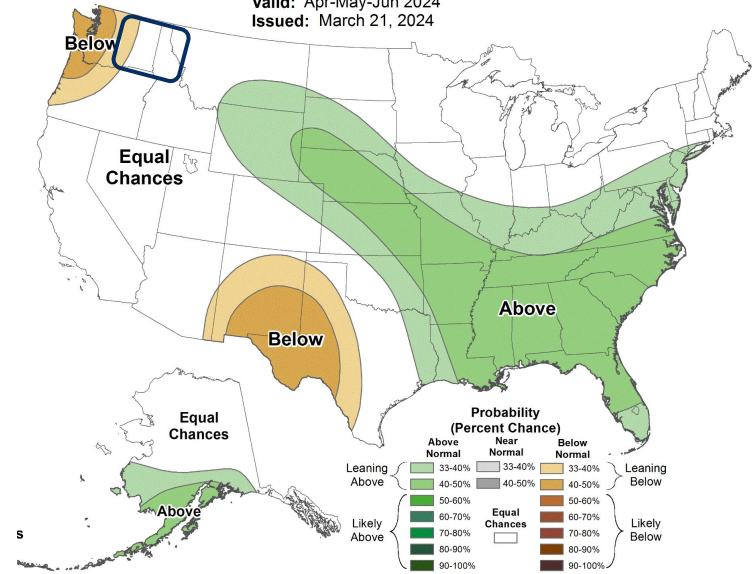 Valid: Apr-May-Jun 2024
Issued: March 21, 2024
Below
Equal
Chances
Above
Below
Equal
Chances
Above
s
Probability
(Percent Chance)
Above
Normal
Near
Normal
Below
Normal
Leaning
Above
33-40%
33-40%
33-40%
Leaning
Below
40-50%
40-50%
40-50%
Likely
Above
50-60%
Equal
Chances
50-60%
Likely
Below
60-70%
60-70%
70-80%
70-80%
80-90%
80-90%
90-100%
90-100%